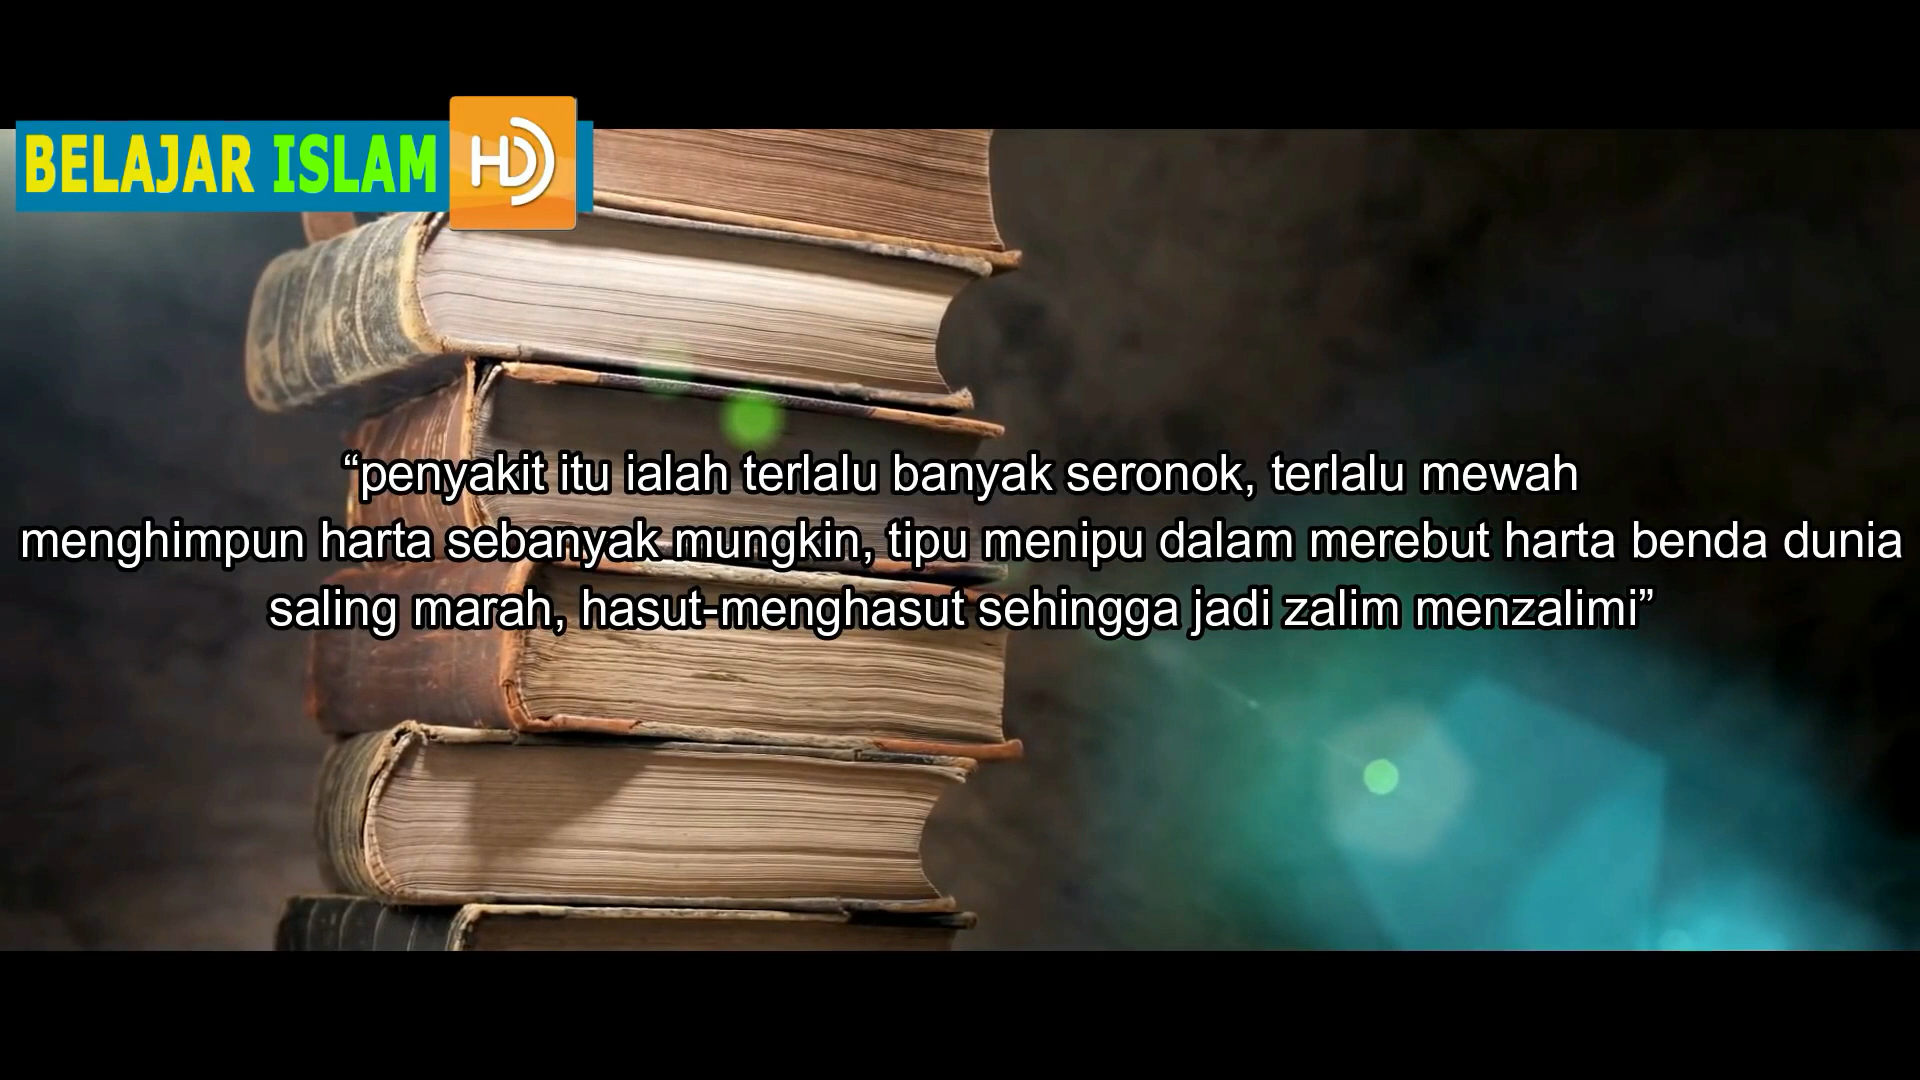 BELAJAR ISLAM HD
“penyakit itu ialah terlalu banyak seronok, terlalu mewah
menghimpun harta sebanyak mungkin, tipu menipu dalam merebut harta benda dunia
saling marah, hasut-menghasut sehingga jadi zalim menzalimi”